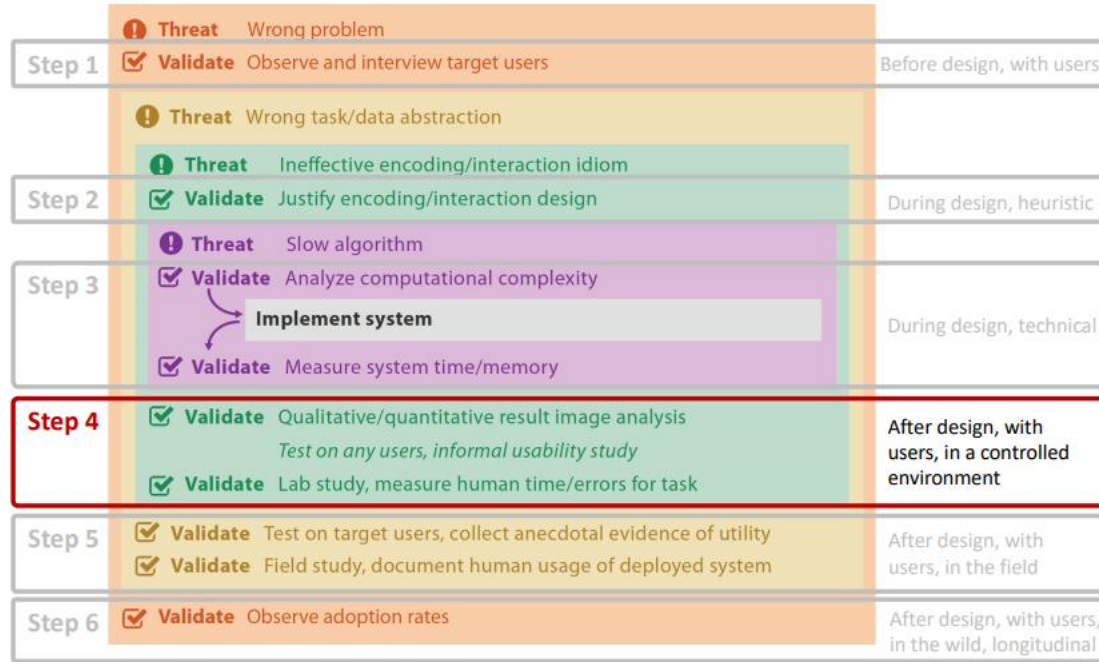 Threat Wrong problem
Step 1 Validate Observe and interview target users Before design, with users
Threat Wrong task/data abstraction
Threat Ineffective encoding/interaction idiom
Step 2 Validate Justify encoding/interaction design During design, heuristic
Threat Slow algorithm
Step 3 Validate Analyze computational complexity
Implement system During design, technical
Validate Measure system time/memory
Step 4 Validate Qualitative/quantitative result image analysis After design, with
Test on any users, informal usability study users, in a controlled
Validate Lab study, measure human time/errors for task environment
Step 5 Validate Test on target users, collect anecdotal evidence of utility After design, with
Validate Field study, document human usage of deployed system users, in the field
Step 6 Validate Observe adoption rates After design, with users,
in the wild, longitudinal